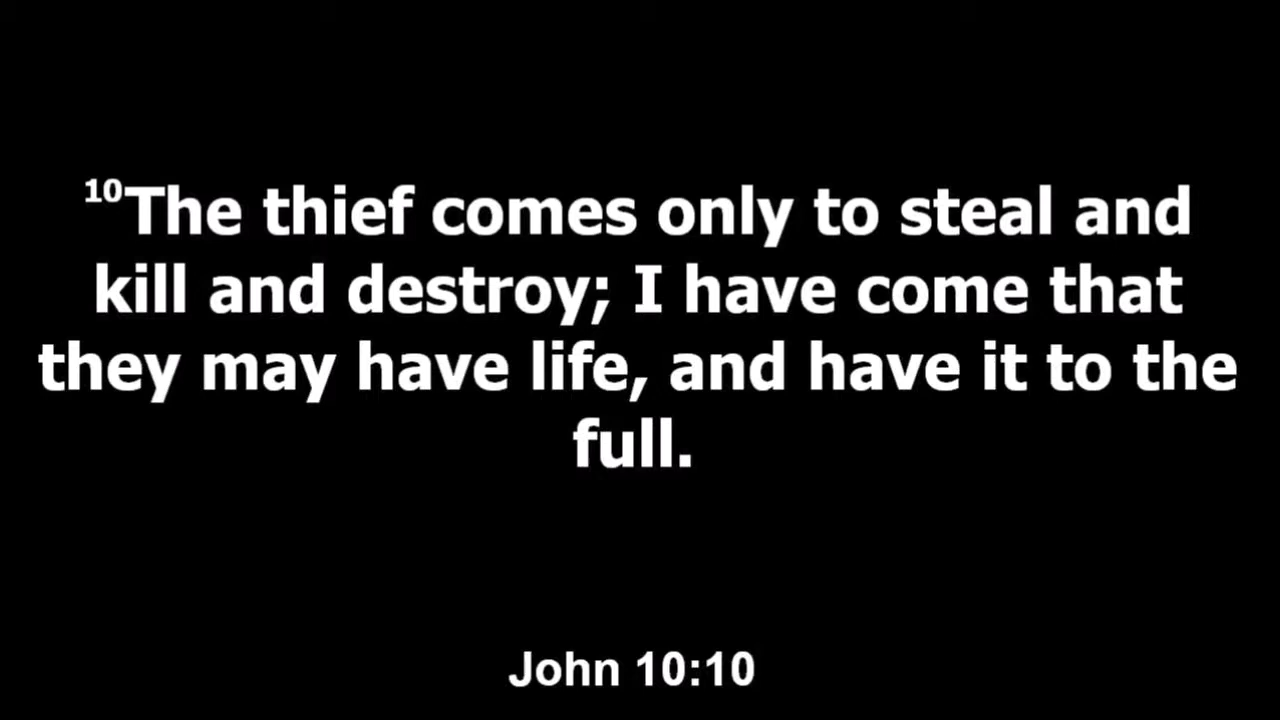 10The thief comes only to steal and
kill and destroy; I have come that
they may have life, and have it to the
full.
John 10:10